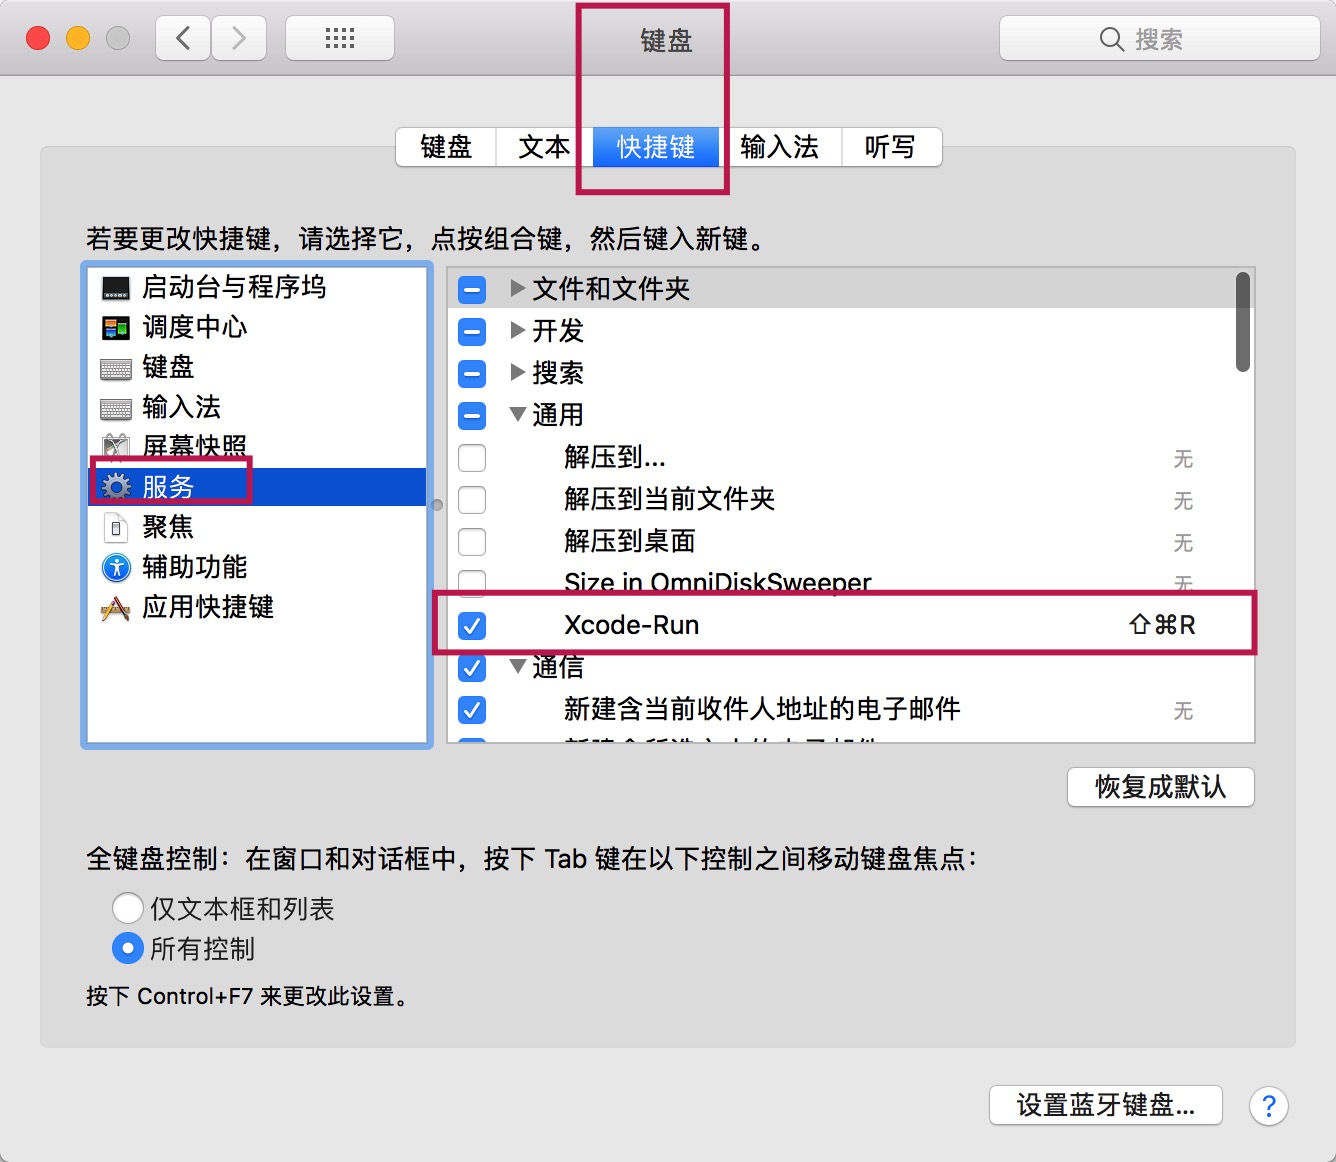 键盘
搜索
键盘 文本 快捷键 输入法 听写
若要更改快捷键，请选择它，点按组合键，然后键入新键。
启动台与程序坞
调度中心
键盘
输入法
屏幕快照
服务
聚焦
辅助功能
应用快捷键
文件和文件夹
开发
搜索
通用
解压到... 无
解压到当前文件夹 无
解压到桌面 无
Size in OmniDiskSweeper 无
Xcode-Run ⇧⌘R
通信
新建含当前收件人地址的电子邮件 无
恢复成默认
全键盘控制：在窗口和对话框中，按下 Tab 键在以下控制之间移动键盘焦点：
仅文本框和列表
所有控制
按下 Control+F7 来更改此设置。
设置蓝牙键盘...
?